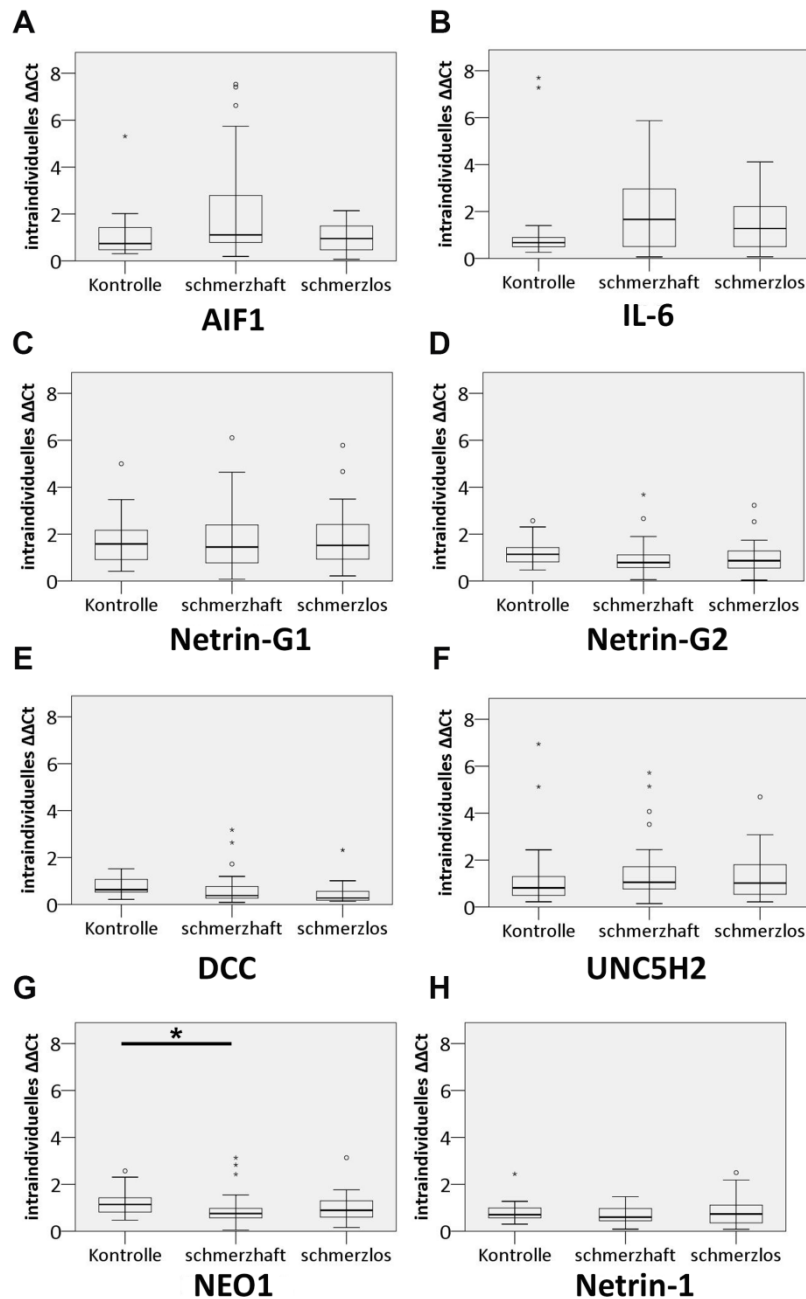 A
intraindividuelles ΔΔCt
8
6
4
2
0
Kontrolle schmerzhaft schmerzlos
AIF1
B
intraindividuelles ΔΔCt
8
6
4
2
0
Kontrolle schmerzhaft schmerzlos
IL-6
C
intraindividuelles ΔΔCt
8
6
4
2
0
Kontrolle schmerzhaft schmerzlos
Netrin-G1
D
intraindividuelles ΔΔCt
8
6
4
2
0
Kontrolle schmerzhaft schmerzlos
Netrin-G2
E
intraindividuelles ΔΔCt
8
6
4
2
0
Kontrolle schmerzhaft schmerzlos
DCC
F
intraindividuelles ΔΔCt
8
6
4
2
0
Kontrolle schmerzhaft schmerzlos
UNC5H2
G
intraindividuelles ΔΔCt
8
6
4
2
0
*
Kontrolle schmerzhaft schmerzlos
NEO1
H
intraindividuelles ΔΔCt
8
6
4
2
0
Kontrolle schmerzhaft schmerzlos
Netrin-1